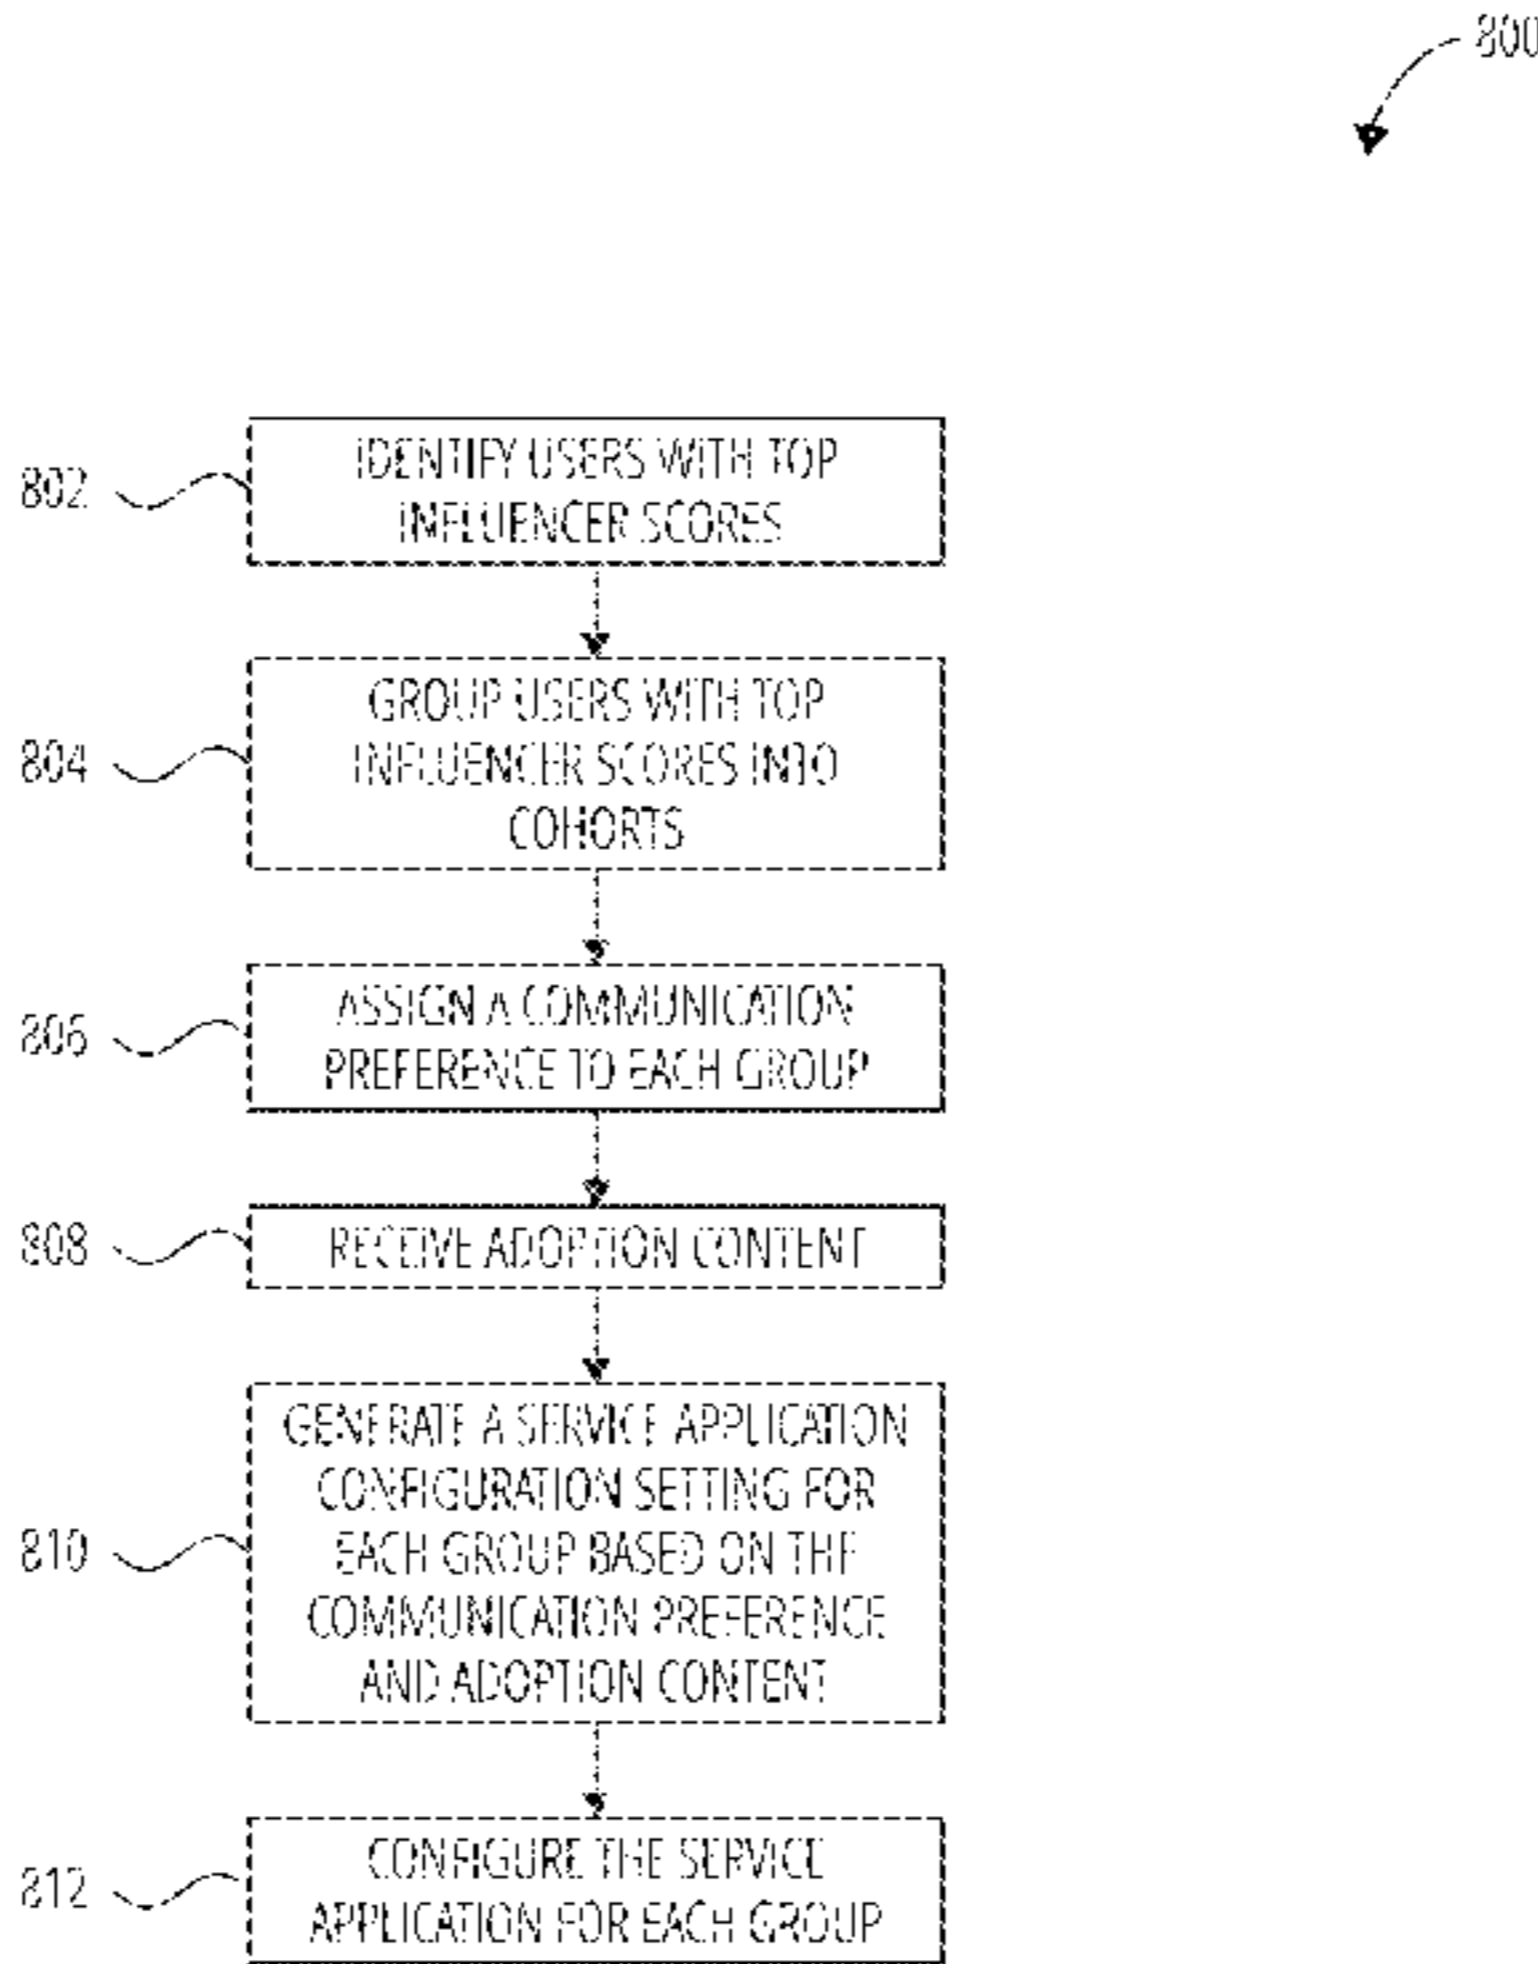 800
802
IDENTIFY USERS WITH TOP
INFLUENCER SCORES
804
GROUP USERS WITH TOP
INFLUENCER SCORES INTO
COHORTS
806
ASSIGN A COMMUNICATION
PREFERENCE TO EACH GROUP
808
RECEIVE ADOPTION CONTENT
810
GENERATE A SERVICE APPLICATION
CONFIGURATION SETTING FOR
EACH GROUP BASED ON THE
COMMUNICATION PREFERENCE
AND ADOPTION CONTENT
812
CONFIGURE THE SERVICE
APPLICATION FOR EACH GROUP